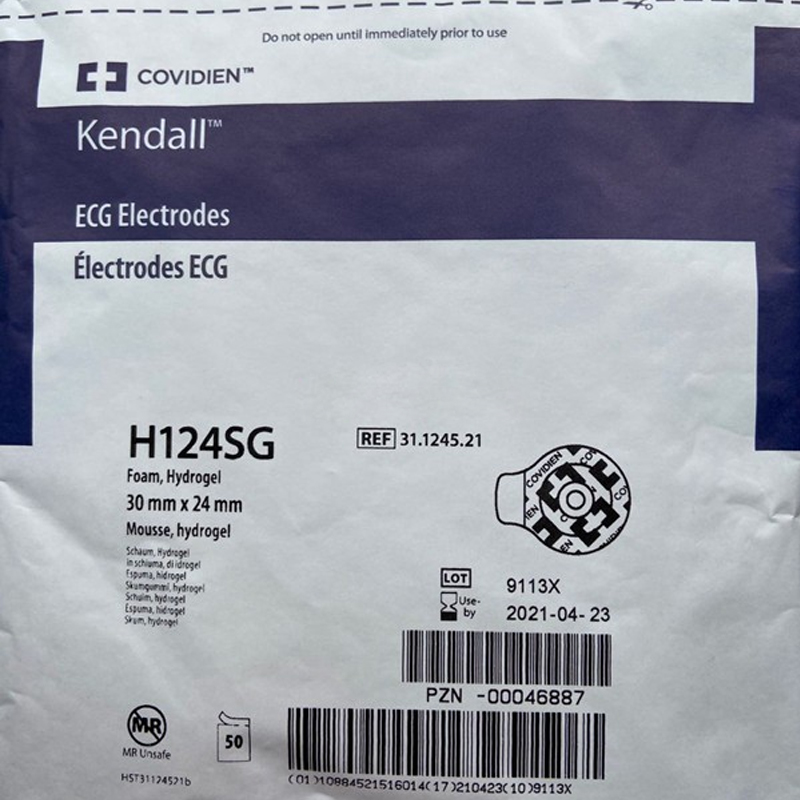 Do not open until immediately prior to use
COVIDIEN™
Kendall™
ECG Electrodes
Électrodes ECG
H124SG
REF 31.1245.21
Foam, Hydrogel
30 mm x 24 mm
Mousse, hydrogel
Schaum, Hydrogel
in schiuma, di idrogel
Espuma, hidrogel
Skumgummi, hydrogel
Schuim, hydrogel
Espuma, hidrogel
Skum, hydrogel
COVIDIEN
LOT 9113X
Use-by 2021-04-23
PZN -00046887
MR
MR Unsafe
50
HST31124521b
(01)10884521516014(17)210423(10)9113X